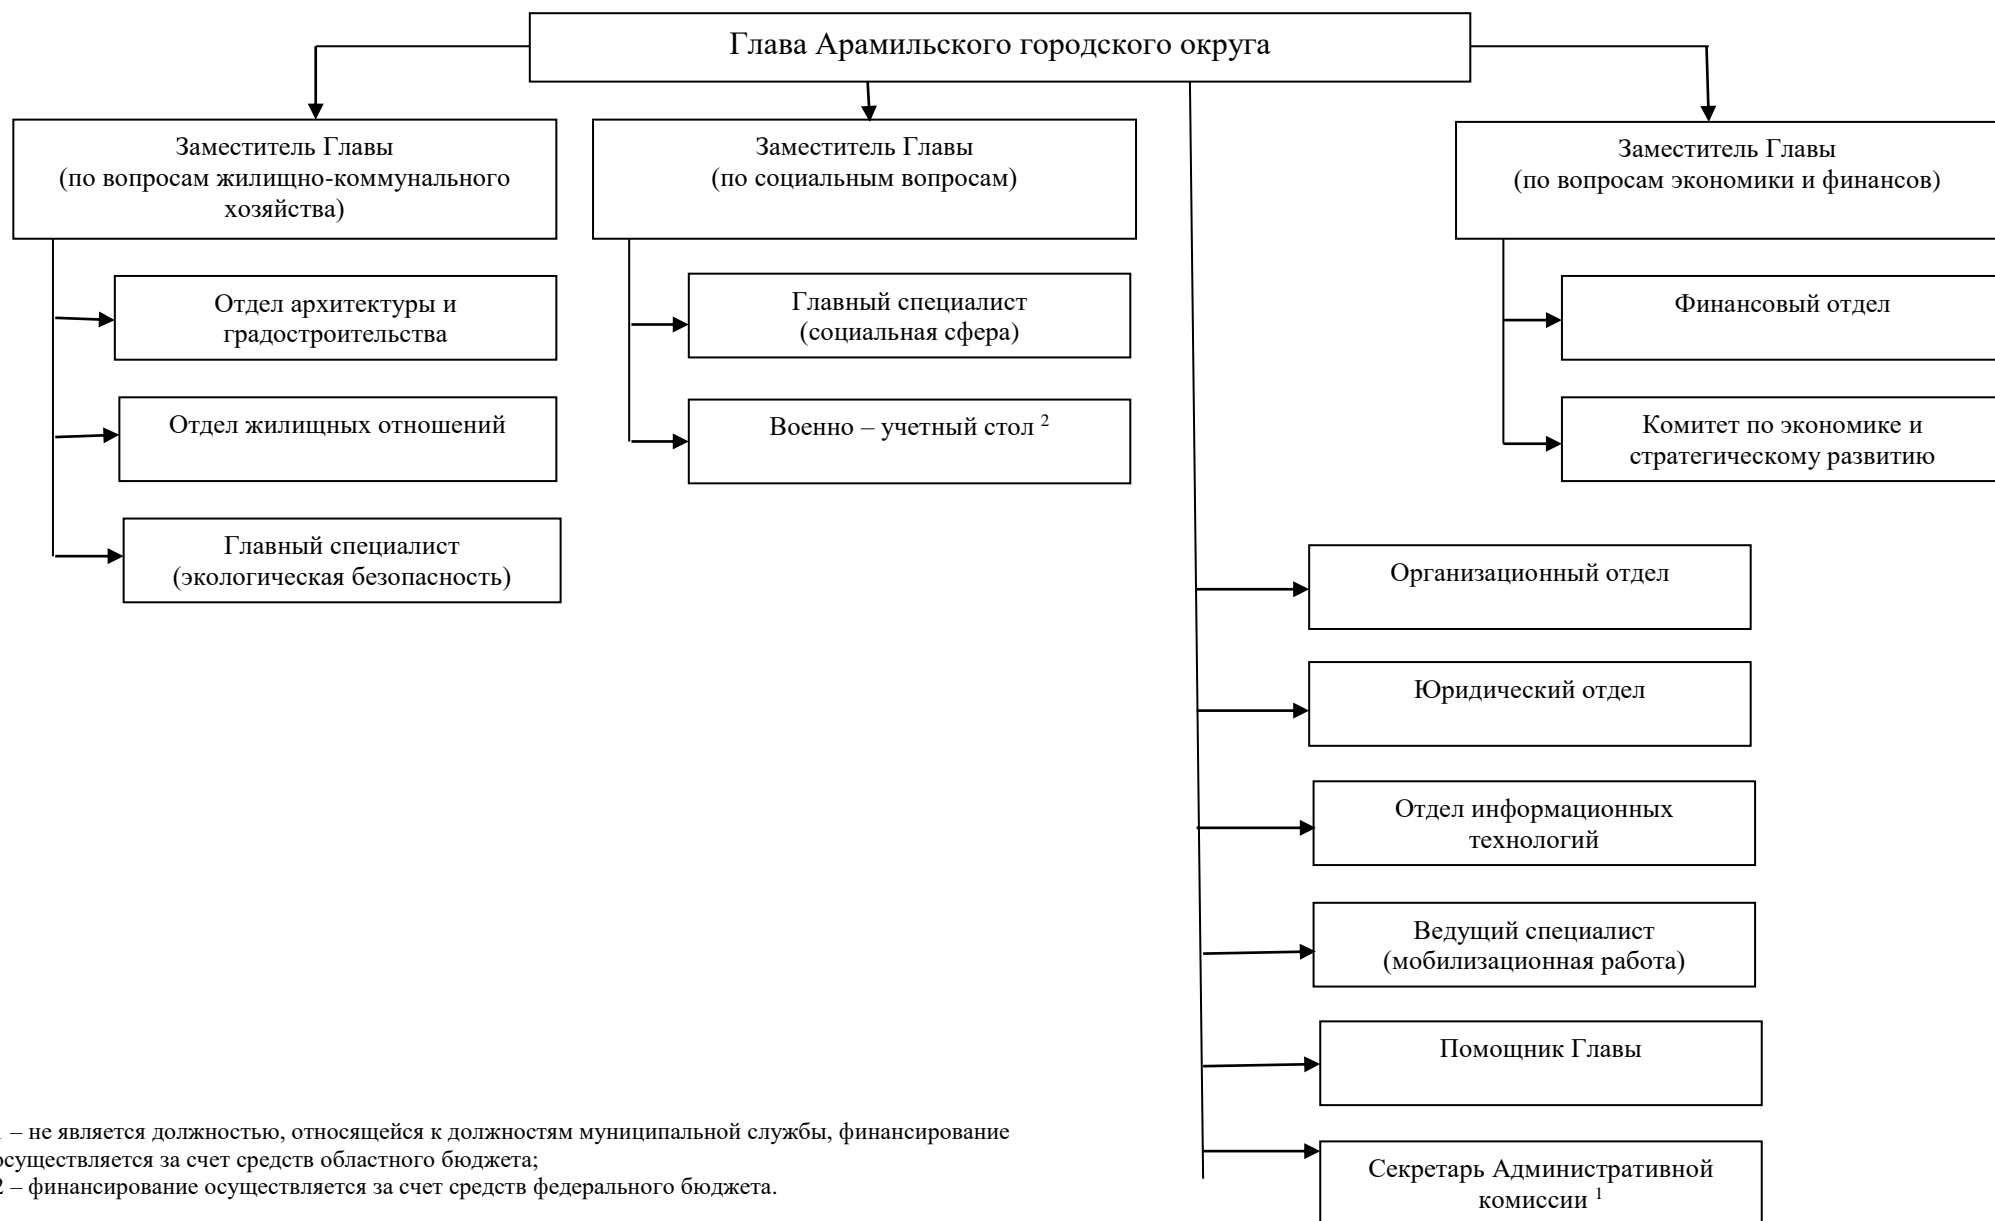 Глава Арамильского городского округа
Заместитель Главы
(по вопросам жилищно-коммунального
хозяйства)
Заместитель Главы
(по социальным вопросам)
Заместитель Главы
(по вопросам экономики и финансов)
Отдел архитектуры и
градостроительства
Главный специалист
(социальная сфера)
Финансовый отдел
Отдел жилищных отношений
Военно – учетный стол 2
Комитет по экономике и
стратегическому развитию
Главный специалист
(экологическая безопасность)
Организационный отдел
Юридический отдел
Отдел информационных
технологий
Ведущий специалист
(мобилизационная работа)
Помощник Главы
Секретарь Административной
комиссии 1
1 – не является должностью, относящейся к должностям муниципальной службы, финансирование
осуществляется за счет средств областного бюджета;
2 – финансирование осуществляется за счет средств федерального бюджета.